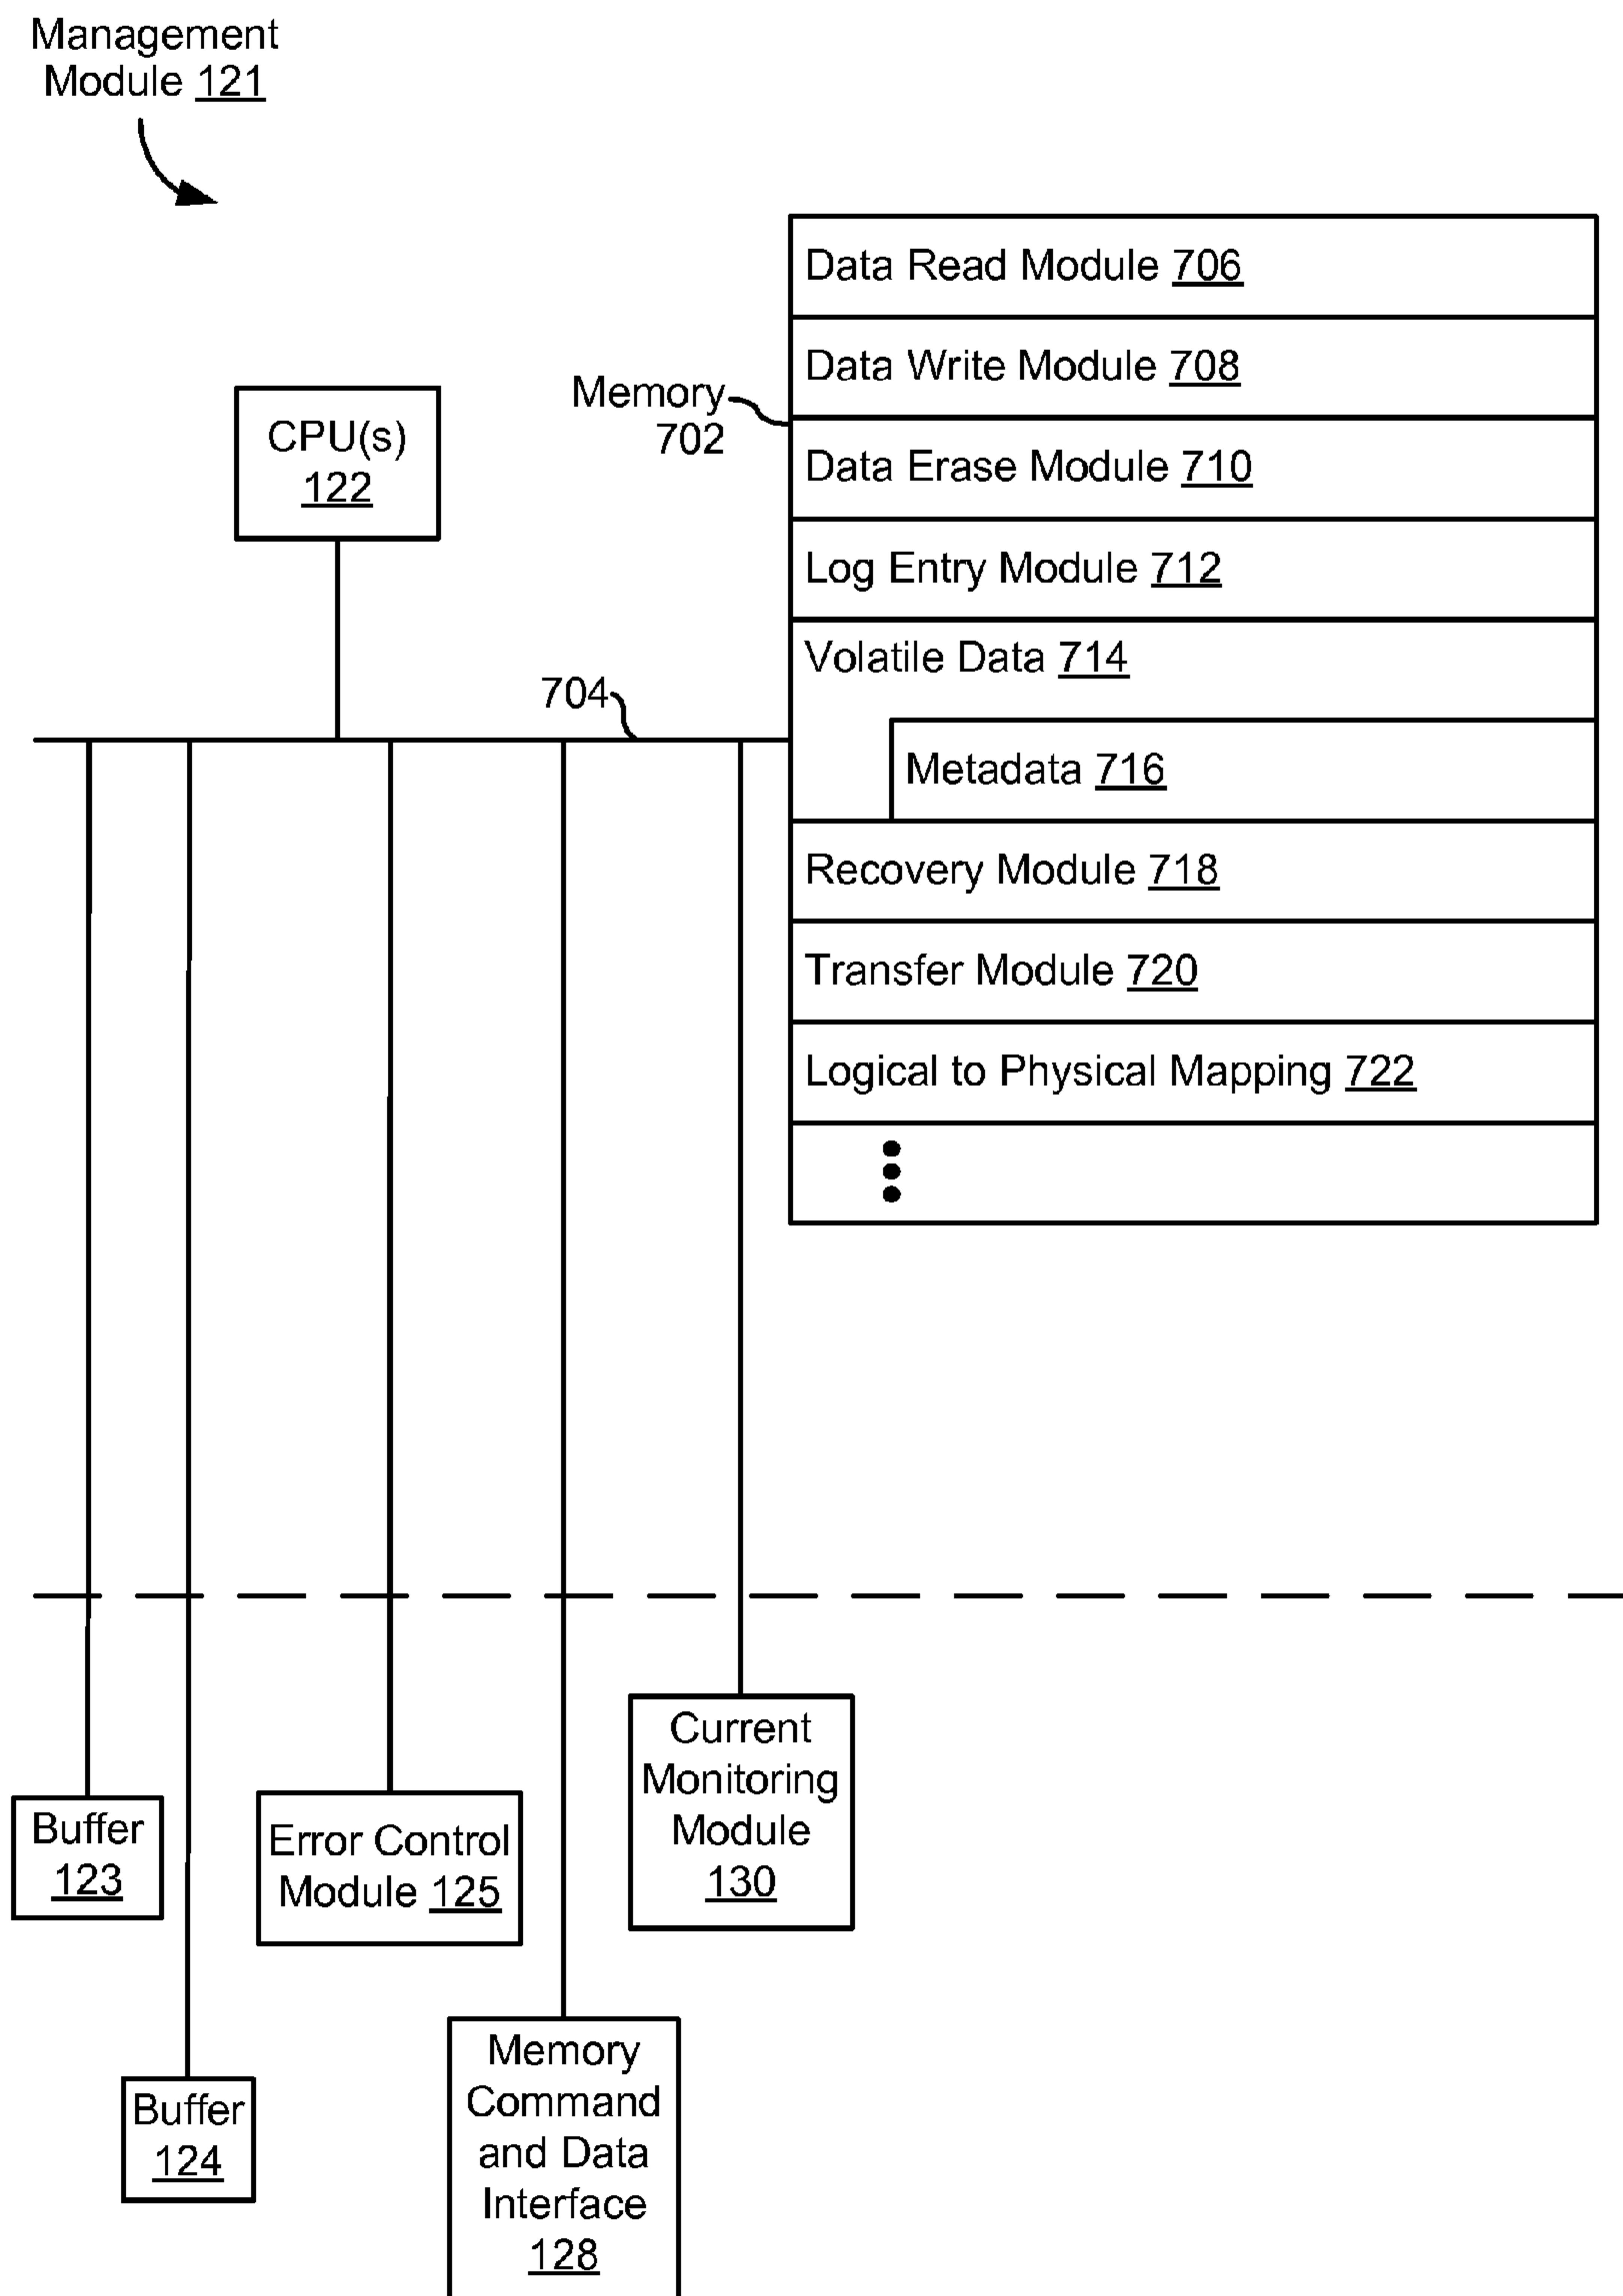 Management
Module 121
Data Read Module 706
Data Write Module 708
Memory
702
CPU(s)
122
Data Erase Module 710
Log Entry Module 712
Volatile Data 714
704
Metadata 716
Recovery Module 718
Transfer Module 720
Logical to Physical Mapping 722
Current
Monitoring
Module
130
Buffer
123
Error Control
Module 125
Memory
Command
and Data
Interface
128
Buffer
124